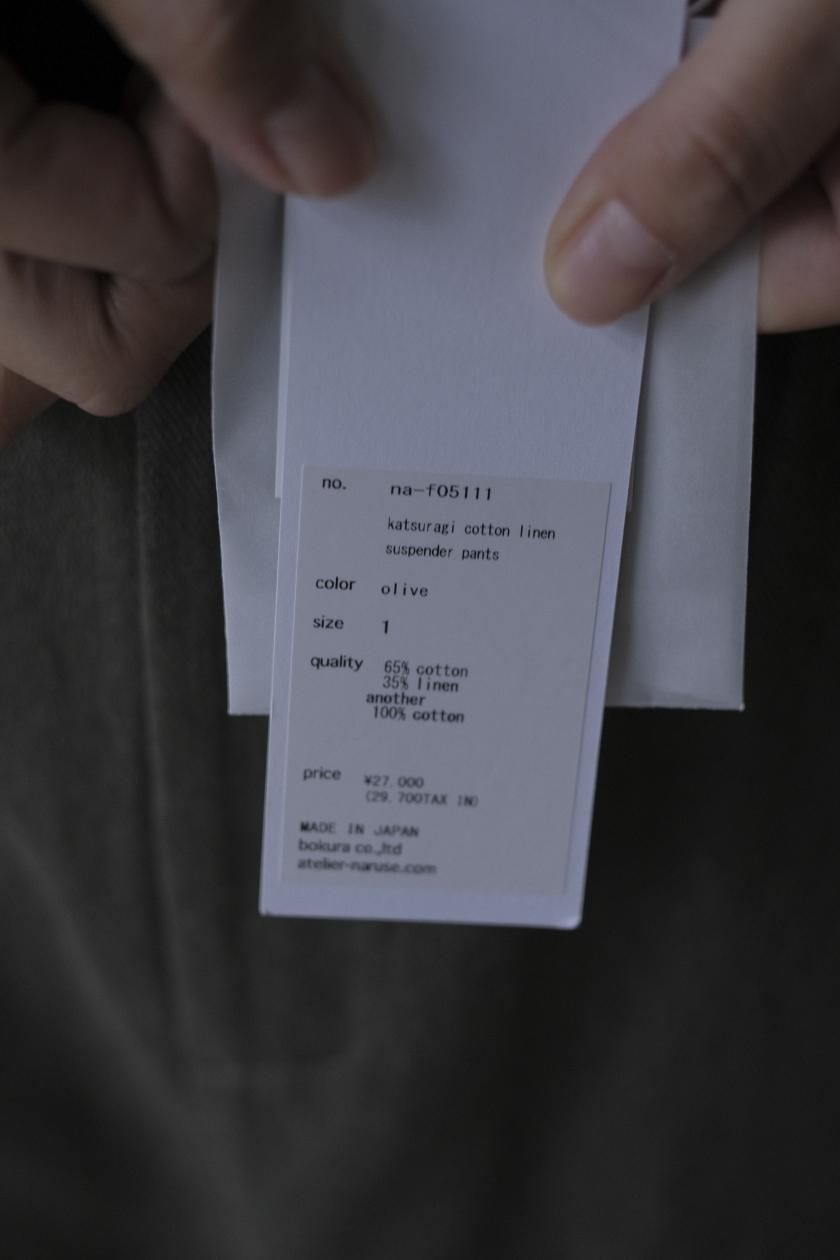 no. na-f05111
katsuragi cotton linen
suspender pants
color olive
size 1
quality 65% cotton
35% linen
another
100% cotton
price ¥27,000
(29.700TAX IN)
MADE IN JAPAN
bokura co.,ltd
atelier-naruse.com